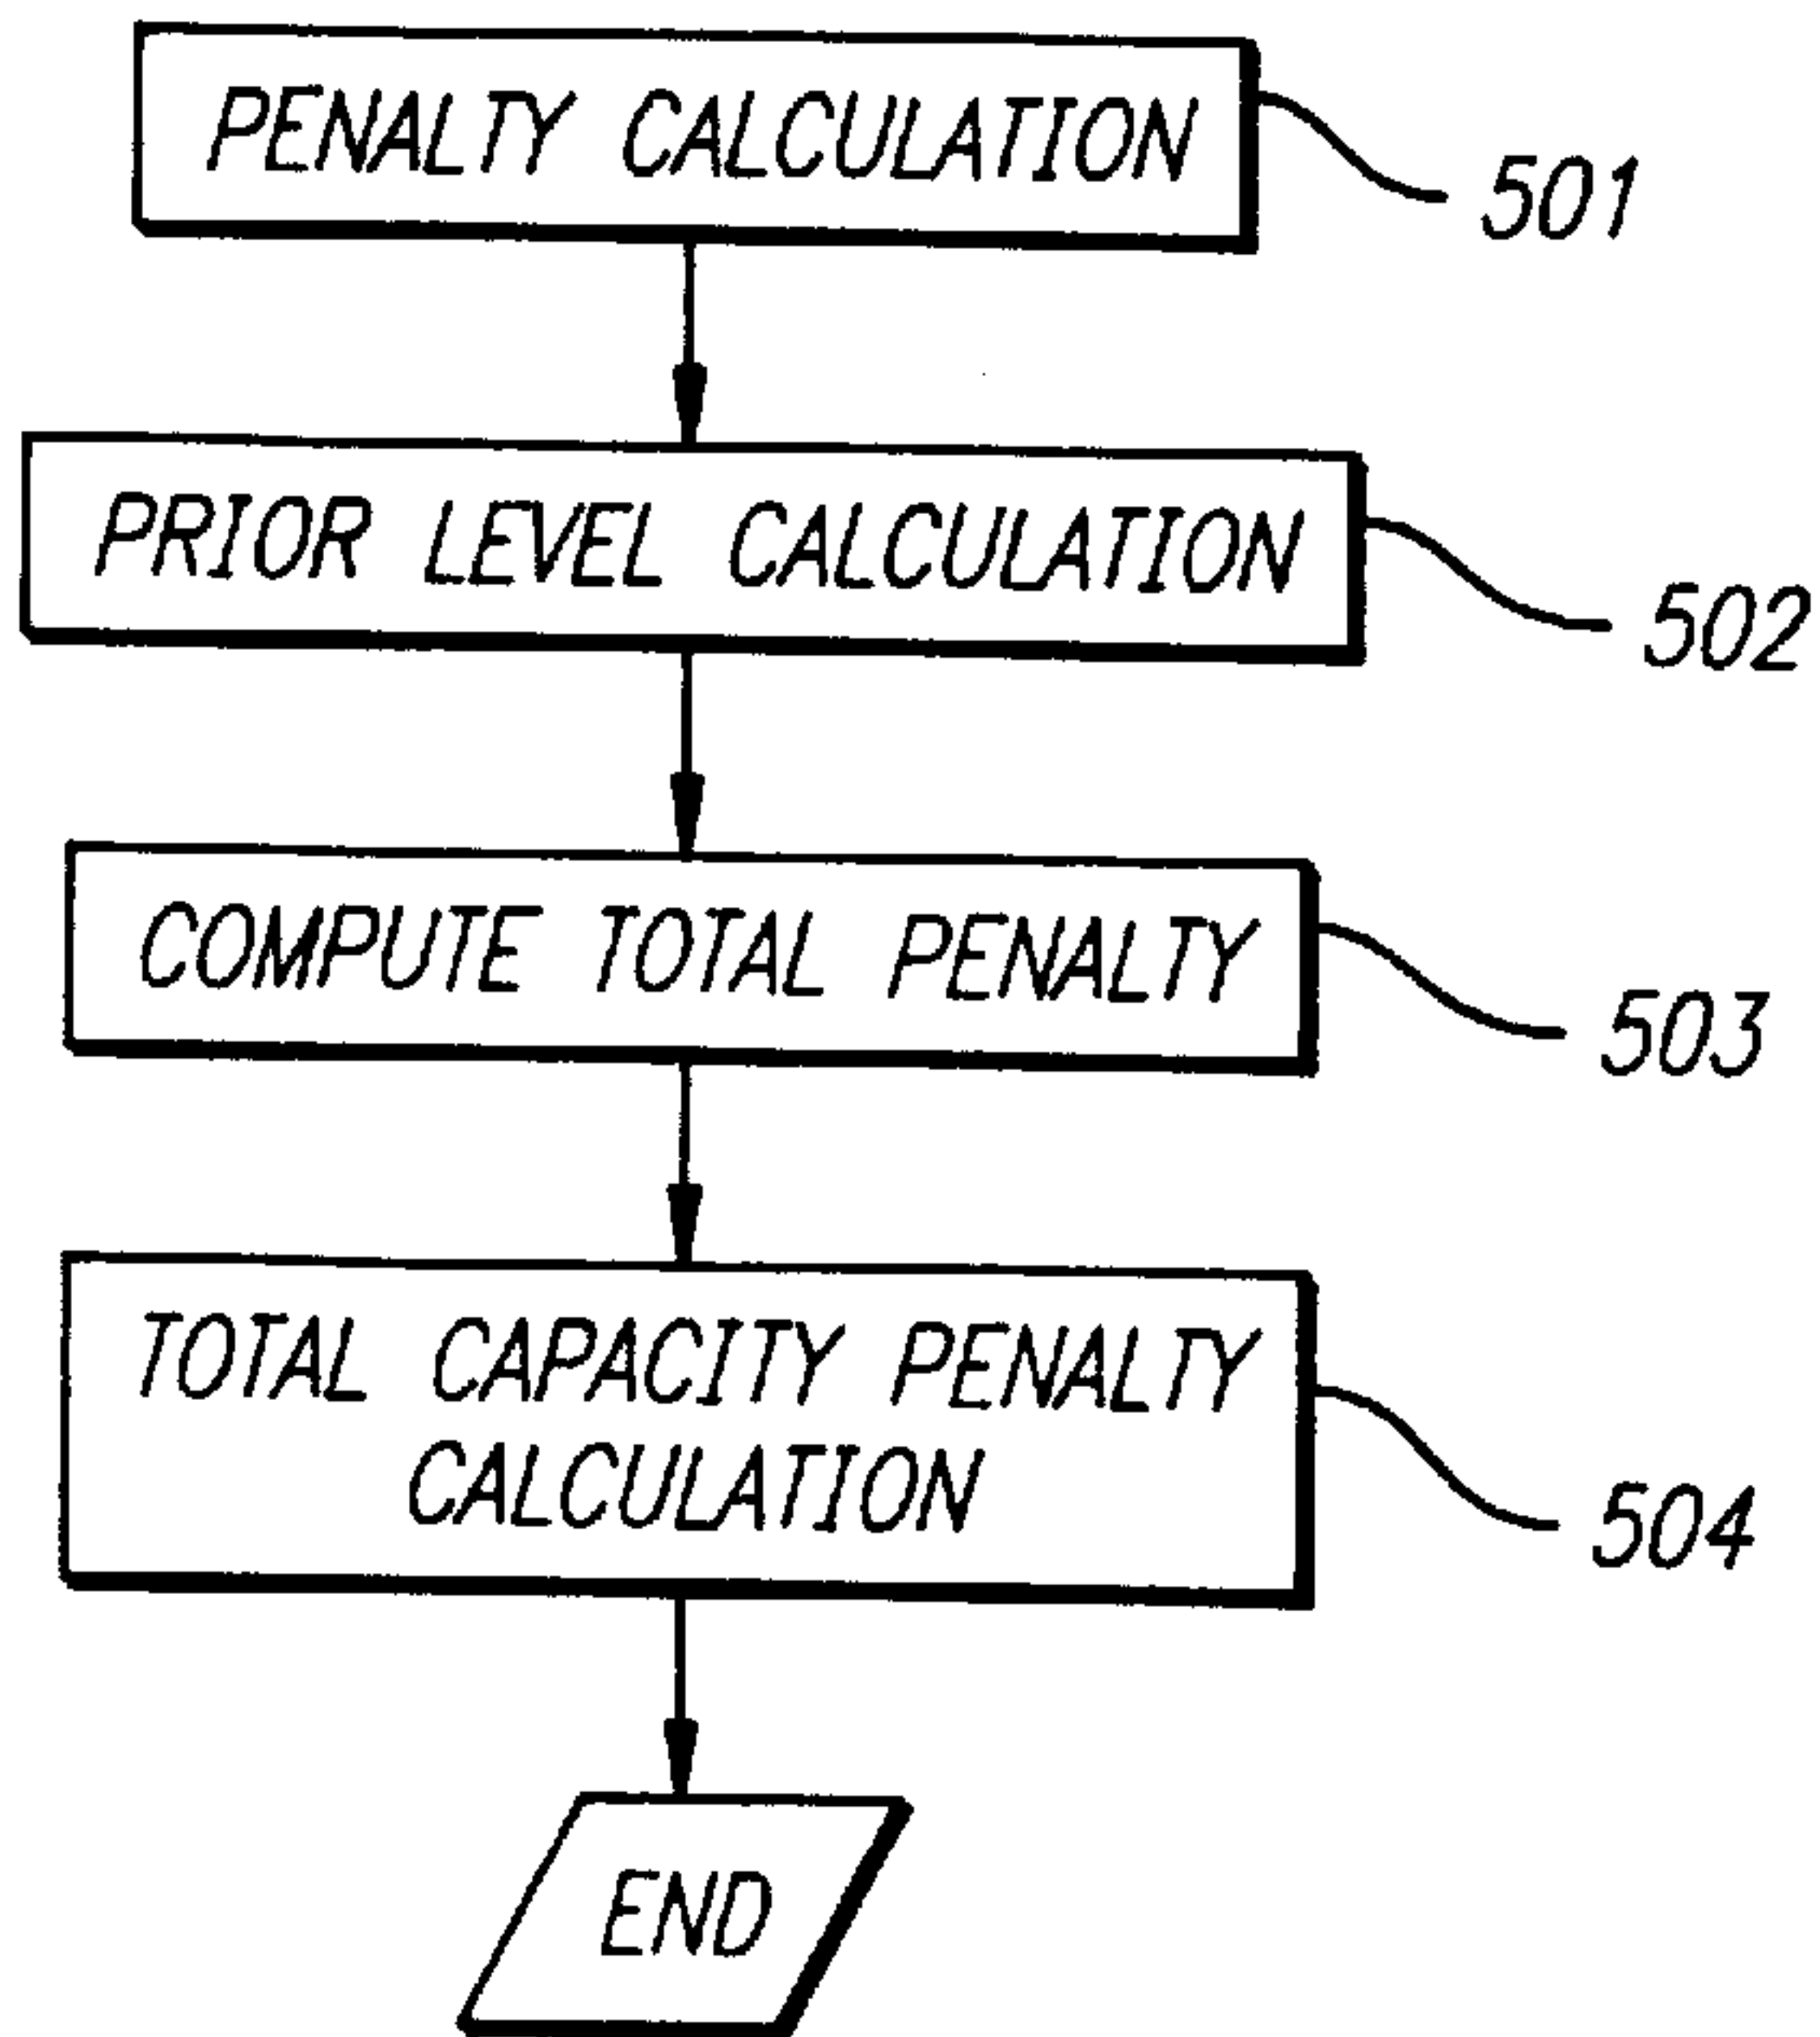 PENALTY CALCULATION
501
PRIOR LEVEL CALCULATION
502
COMPUTE TOTAL PENALTY
503
TOTAL CAPACITY PENALTY
CALCULATION
504
END